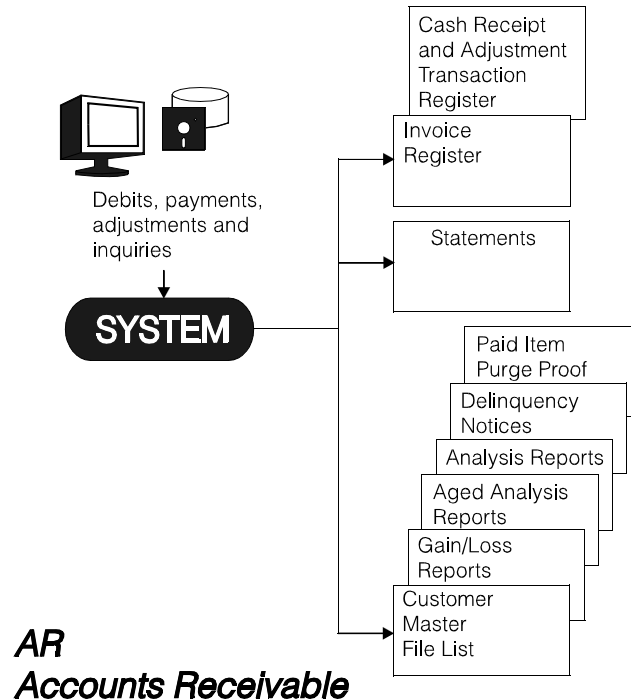 Cash Receipt
and Adjustment
Transaction
Register
Invoice
Register
Debits, payments,
adjustments and
inquiries
Statements
SYSTEM
Paid Item
Purge Proof
Delinquency
Notices
Analysis Reports
Aged Analysis
Reports
Gain/Loss
Reports
Customer
Master
File List
AR
Accounts Receivable